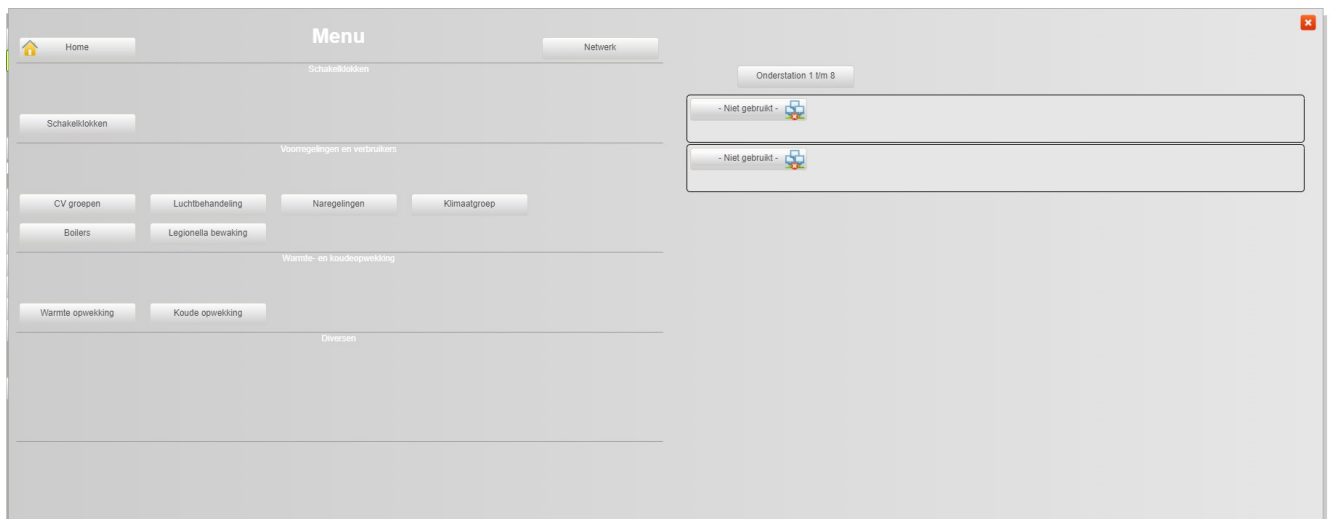 Menu
Home
Netwerk
Schakelklokken
Schakelklokken
Voorregelingen en verbruikers
CV groepen
Luchtbehandeling
Naregelingen
Klimaatgroep
Boilers
Legionella bewaking
Warmte- en koudeopwekking
Warmte opwekking
Koude opwekking
Diversen
Onderstation 1 t/m 8
- Niet gebruikt -
- Niet gebruikt -